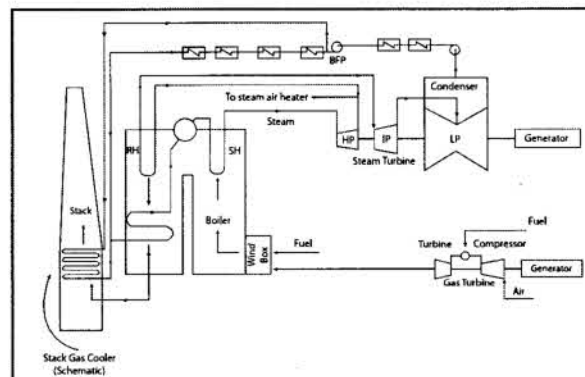 BFP
Condenser
To steam air heater
Steam
RH
SH
HP
IP
LP
Generator
Steam Turbine
Stack
Boiler
Fuel
Wind
Box
Fuel
Turbine
Compressor
Generator
Gas Turbine
Air
Stack Gas Cooler
(Schematic)